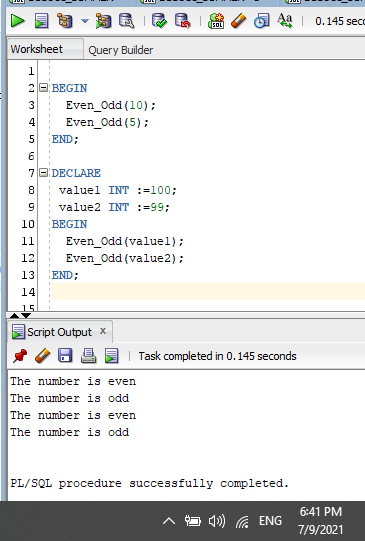 0.145 sec
Worksheet Query Builder
1
2 BEGIN
3 Even_Odd(10);
4 Even_Odd(5);
5 END;
6
7 DECLARE
8 value1 INT :=100;
9 value2 INT :=99;
10 BEGIN
11 Even_Odd(value1);
12 Even_Odd(value2);
13 END;
14
15
Script Output x
Task completed in 0.145 seconds
The number is even
The number is odd
The number is even
The number is odd
PL/SQL procedure successfully completed.
ENG 6:41 PM
7/9/2021